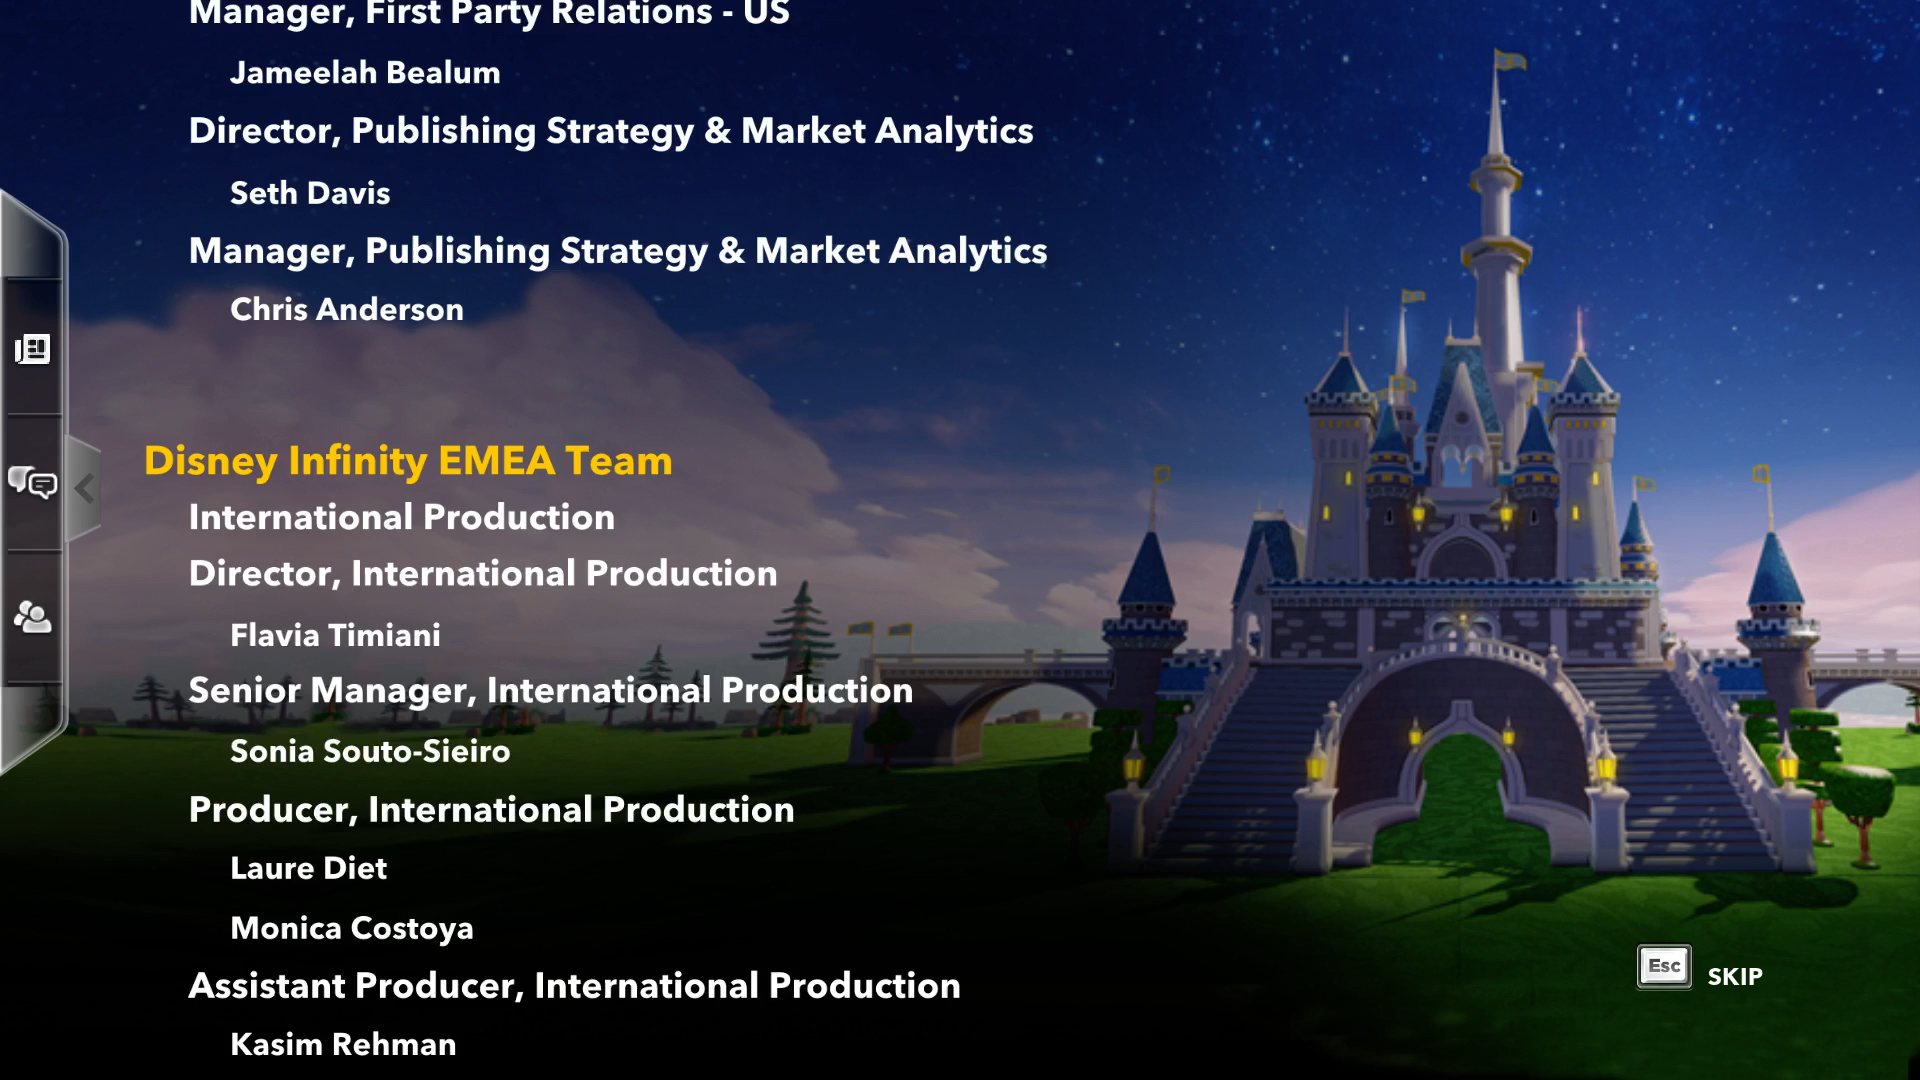 Manager, First Party Relations - US
Jameelah Bealum
Director, Publishing Strategy & Market Analytics
Seth Davis
Manager, Publishing Strategy & Market Analytics
Chris Anderson
Disney Infinity EMEA Team
International Production
Director, International Production
Flavia Timiani
Senior Manager, International Production
Sonia Souto-Sieiro
Producer, International Production
Laure Diet
Monica Costoya
Assistant Producer, International Production
Kasim Rehman
Esc SKIP